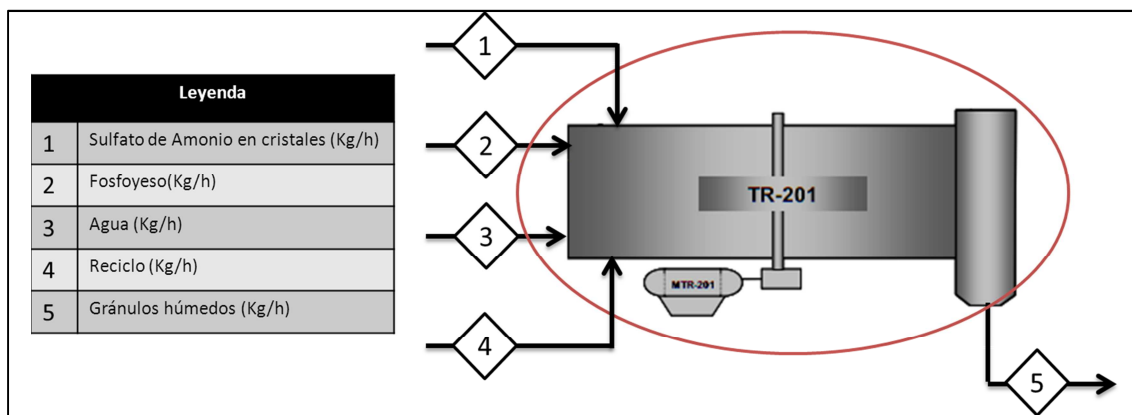 Leyenda
1 Sulfato de Amonio en cristales (Kg/h)
2 Fosfoyeso(Kg/h)
3 Agua (Kg/h)
4 Reciclo (Kg/h)
5 Gránulos húmedos (Kg/h)
1
2
3
4
TR-201
MTR-201
5